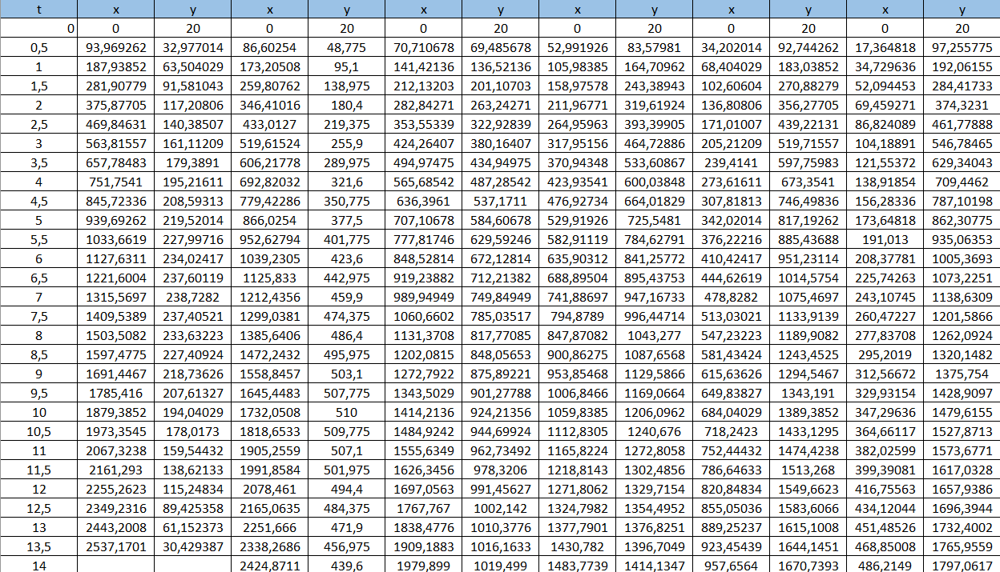 t x y x y x y x y x y x y
0 0 20 0 20 0 20 0 20 0 20 0 20
0,5 93,969262 32,977014 86,60254 48,775 70,710678 69,485678 52,991926 83,57981 34,202014 92,744262 17,364818 97,255775
1 187,93852 63,504029 173,20508 95,1 141,42136 136,52136 105,98385 164,70962 68,404029 183,03852 34,729636 192,06155
1,5 281,90779 91,581043 259,80762 138,975 212,13203 201,10703 158,97578 243,38943 102,60604 270,88279 52,094453 284,41733
2 375,87705 117,20806 346,41016 180,4 282,84271 263,24271 211,96771 319,61924 136,80806 356,27705 69,459271 374,3231
2,5 469,84631 140,38507 433,0127 219,375 353,55339 322,92839 264,95963 393,39905 171,01007 439,22131 86,824089 461,77888
3 563,81557 161,11209 519,61524 255,9 424,26407 380,16407 317,95156 464,72886 205,21209 519,71557 104,18891 546,78465
3,5 657,78483 179,3891 606,21778 289,975 494,97475 434,94975 370,94348 533,60867 239,4141 597,75983 121,55372 629,34043
4 751,7541 195,21611 692,82032 321,6 565,68542 487,28542 423,93541 600,03848 273,61611 673,3541 138,91854 709,4462
4,5 845,72336 208,59313 779,42286 350,775 636,3961 537,1711 476,92734 664,01829 307,81813 746,49836 156,28336 787,10198
5 939,69262 219,52014 866,0254 377,5 707,10678 584,60678 529,91926 725,5481 342,02014 817,19262 173,64818 862,30775
5,5 1033,6619 227,99716 952,62794 401,775 777,81746 629,59246 582,91119 784,62791 376,22216 885,43688 191,013 935,06353
6 1127,6311 234,02417 1039,2305 423,6 848,52814 672,12814 635,90312 841,25772 410,42417 951,23114 208,37781 1005,3693
6,5 1221,6004 237,60119 1125,833 442,975 919,23882 712,21382 688,89504 895,43753 444,62619 1014,5754 225,74263 1073,2251
7 1315,5697 238,7282 1212,4356 459,9 989,94949 749,84949 741,88697 947,16733 478,8282 1075,4697 243,10745 1138,6309
7,5 1409,5389 237,40521 1299,0381 474,375 1060,6602 785,03517 794,8789 996,44714 513,03021 1133,9139 260,47227 1201,5866
8 1503,5082 233,63223 1385,6406 486,4 1131,3708 817,77085 847,87082 1043,277 547,23223 1189,9082 277,83708 1262,0924
8,5 1597,4775 227,40924 1472,2432 495,975 1202,0815 848,05653 900,86275 1087,6568 581,43424 1243,4525 295,2019 1320,1482
9 1691,4467 218,73626 1558,8457 503,1 1272,7922 875,89221 953,85468 1129,5866 615,63626 1294,5467 312,56672 1375,754
9,5 1785,416 207,61327 1645,4483 507,775 1343,5029 901,27788 1006,8466 1169,0664 649,83827 1343,191 329,93154 1428,9097
10 1879,3852 194,04029 1732,0508 510 1414,2136 924,21356 1059,8385 1206,0962 684,04029 1389,3852 347,29636 1479,6155
10,5 1973,3545 178,0173 1818,6533 509,775 1484,9242 944,69924 1112,8305 1240,676 718,2423 1433,1295 364,66117 1527,8713
11 2067,3238 159,54432 1905,2559 507,1 1555,6349 962,73492 1165,8224 1272,8058 752,44432 1474,4238 382,02599 1573,6771
11,5 2161,293 138,62133 1991,8584 501,975 1626,3456 978,3206 1218,8143 1302,4856 786,64633 1513,268 399,39081 1617,0328
12 2255,2623 115,24834 2078,461 494,4 1697,0563 991,45627 1271,8062 1329,7154 820,84834 1549,6623 416,75563 1657,9386
12,5 2349,2316 89,425358 2165,0635 484,375 1767,767 1002,142 1324,7982 1354,4952 855,05036 1583,6066 434,12044 1696,3944
13 2443,2008 61,152373 2251,666 471,9 1838,4776 1010,3776 1377,7901 1376,8251 889,25237 1615,1008 451,48526 1732,4002
13,5 2537,1701 30,429387 2338,2686 456,975 1909,1883 1016,1633 1430,782 1396,7049 923,45439 1644,1451 468,85008 1765,9559
14 2424,8711 439,6 1979,899 1019,499 1483,7739 1414,1347 957,6564 1670,7393 486,2149 1797,0617